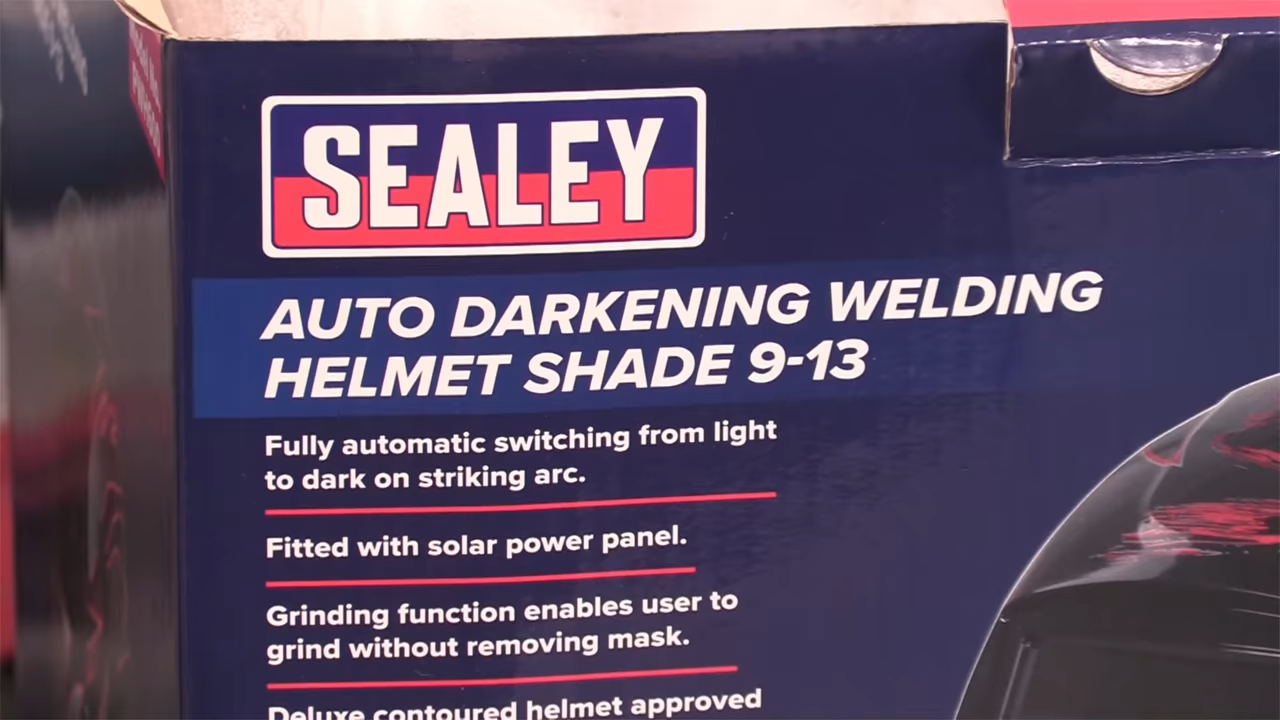 SEALEY
AUTO DARKENING WELDING
HELMET SHADE 9-13
Fully automatic switching from light
to dark on striking arc.
Fitted with solar power panel.
Grinding function enables user to
grind without removing mask.
Deluxe contoured helmet approved